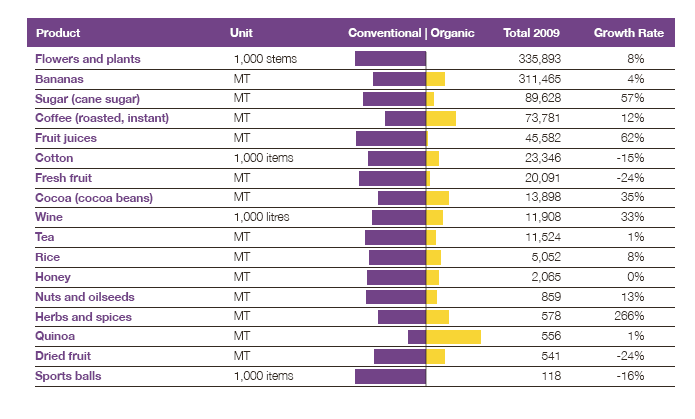 Product Unit Conventional | Organic Total 2009 Growth Rate
Flowers and plants 1,000 stems 335,893 8%
Bananas MT 311,465 4%
Sugar (cane sugar) MT 89,628 57%
Coffee (roasted, instant) MT 73,781 12%
Fruit juices MT 45,582 62%
Cotton 1,000 items 23,346 -15%
Fresh fruit MT 20,091 -24%
Cocoa (cocoa beans) MT 13,898 35%
Wine 1,000 litres 11,908 33%
Tea MT 11,524 1%
Rice MT 5,052 8%
Honey MT 2,065 0%
Nuts and oilseeds MT 859 13%
Herbs and spices MT 578 266%
Quinoa MT 556 1%
Dried fruit MT 541 -24%
Sports balls 1,000 items 118 -16%